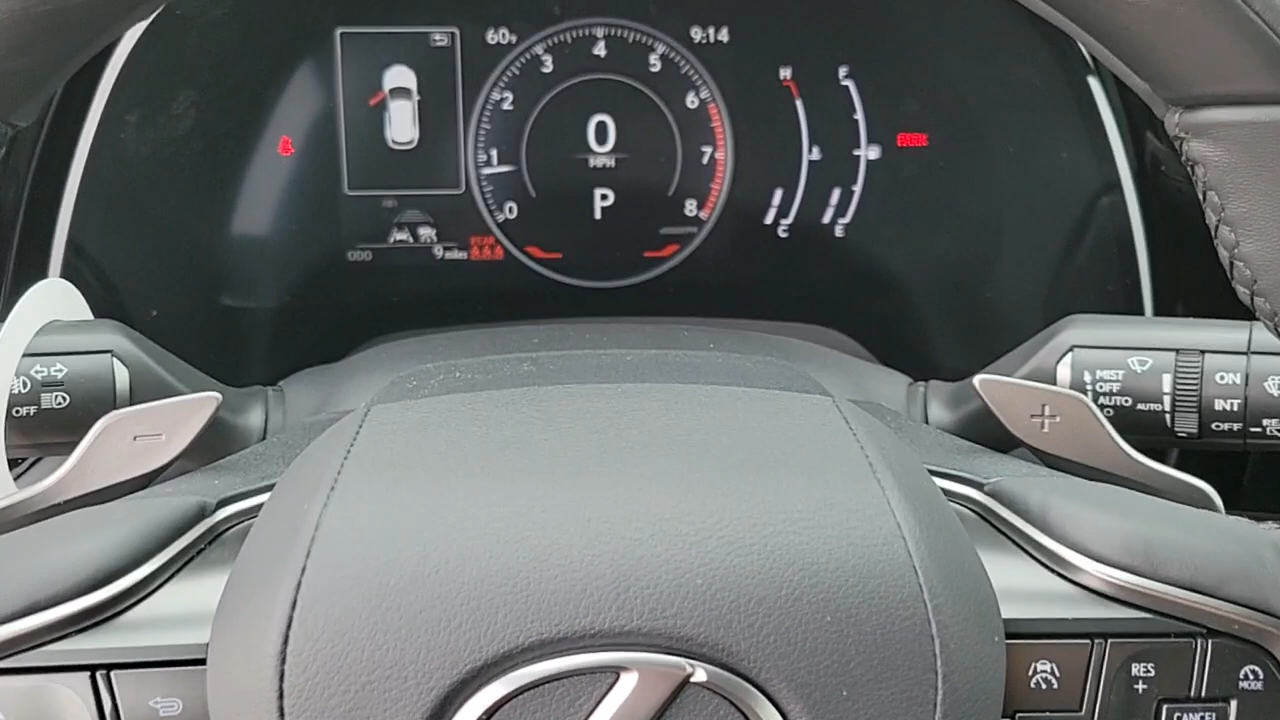 60°F
9:14
4
3
5
2
6
1
7
0
8
0
MPH
P
H
F
C
E
PARK
ODO
9 miles
REAR
OFF
−
+
MIST
OFF
AUTO
AUTO
ON
INT
OFF
RES
+
MODE
CANCEL